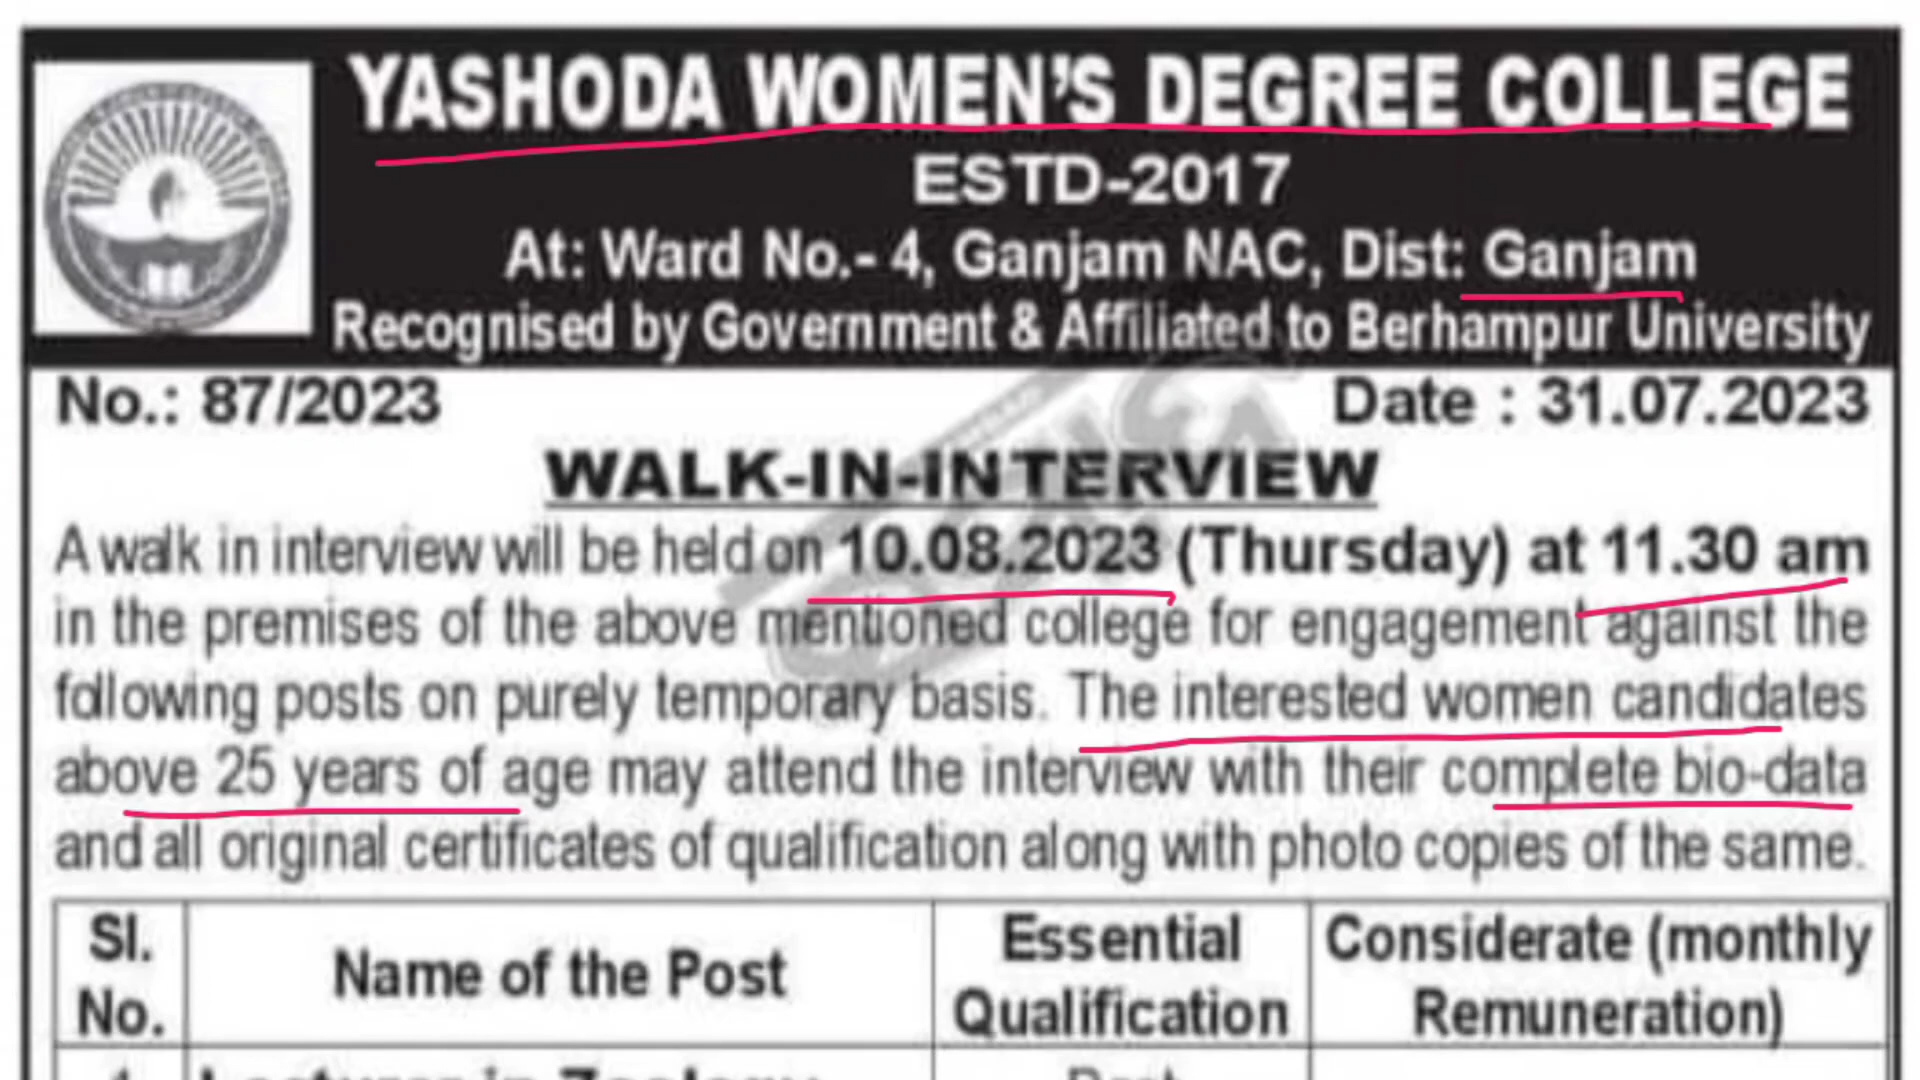 YASHODA WOMEN'S DEGREE COLLEGE
ESTD-2017
At: Ward No.- 4, Ganjam NAC, Dist: Ganjam
Recognised by Government & Affiliated to Berhampur University
No.: 87/2023 Date : 31.07.2023
WALK-IN-INTERVIEW
A walk in interview will be held on 10.08.2023 (Thursday) at 11.30 am
in the premises of the above mentioned college for engagement against the
following posts on purely temporary basis. The interested women candidates
above 25 years of age may attend the interview with their complete bio-data
and all original certificates of qualification along with photo copies of the same.
Sl. No. Name of the Post Essential Qualification Considerate (monthly Remuneration)
1 Lecturer in Zoology Post